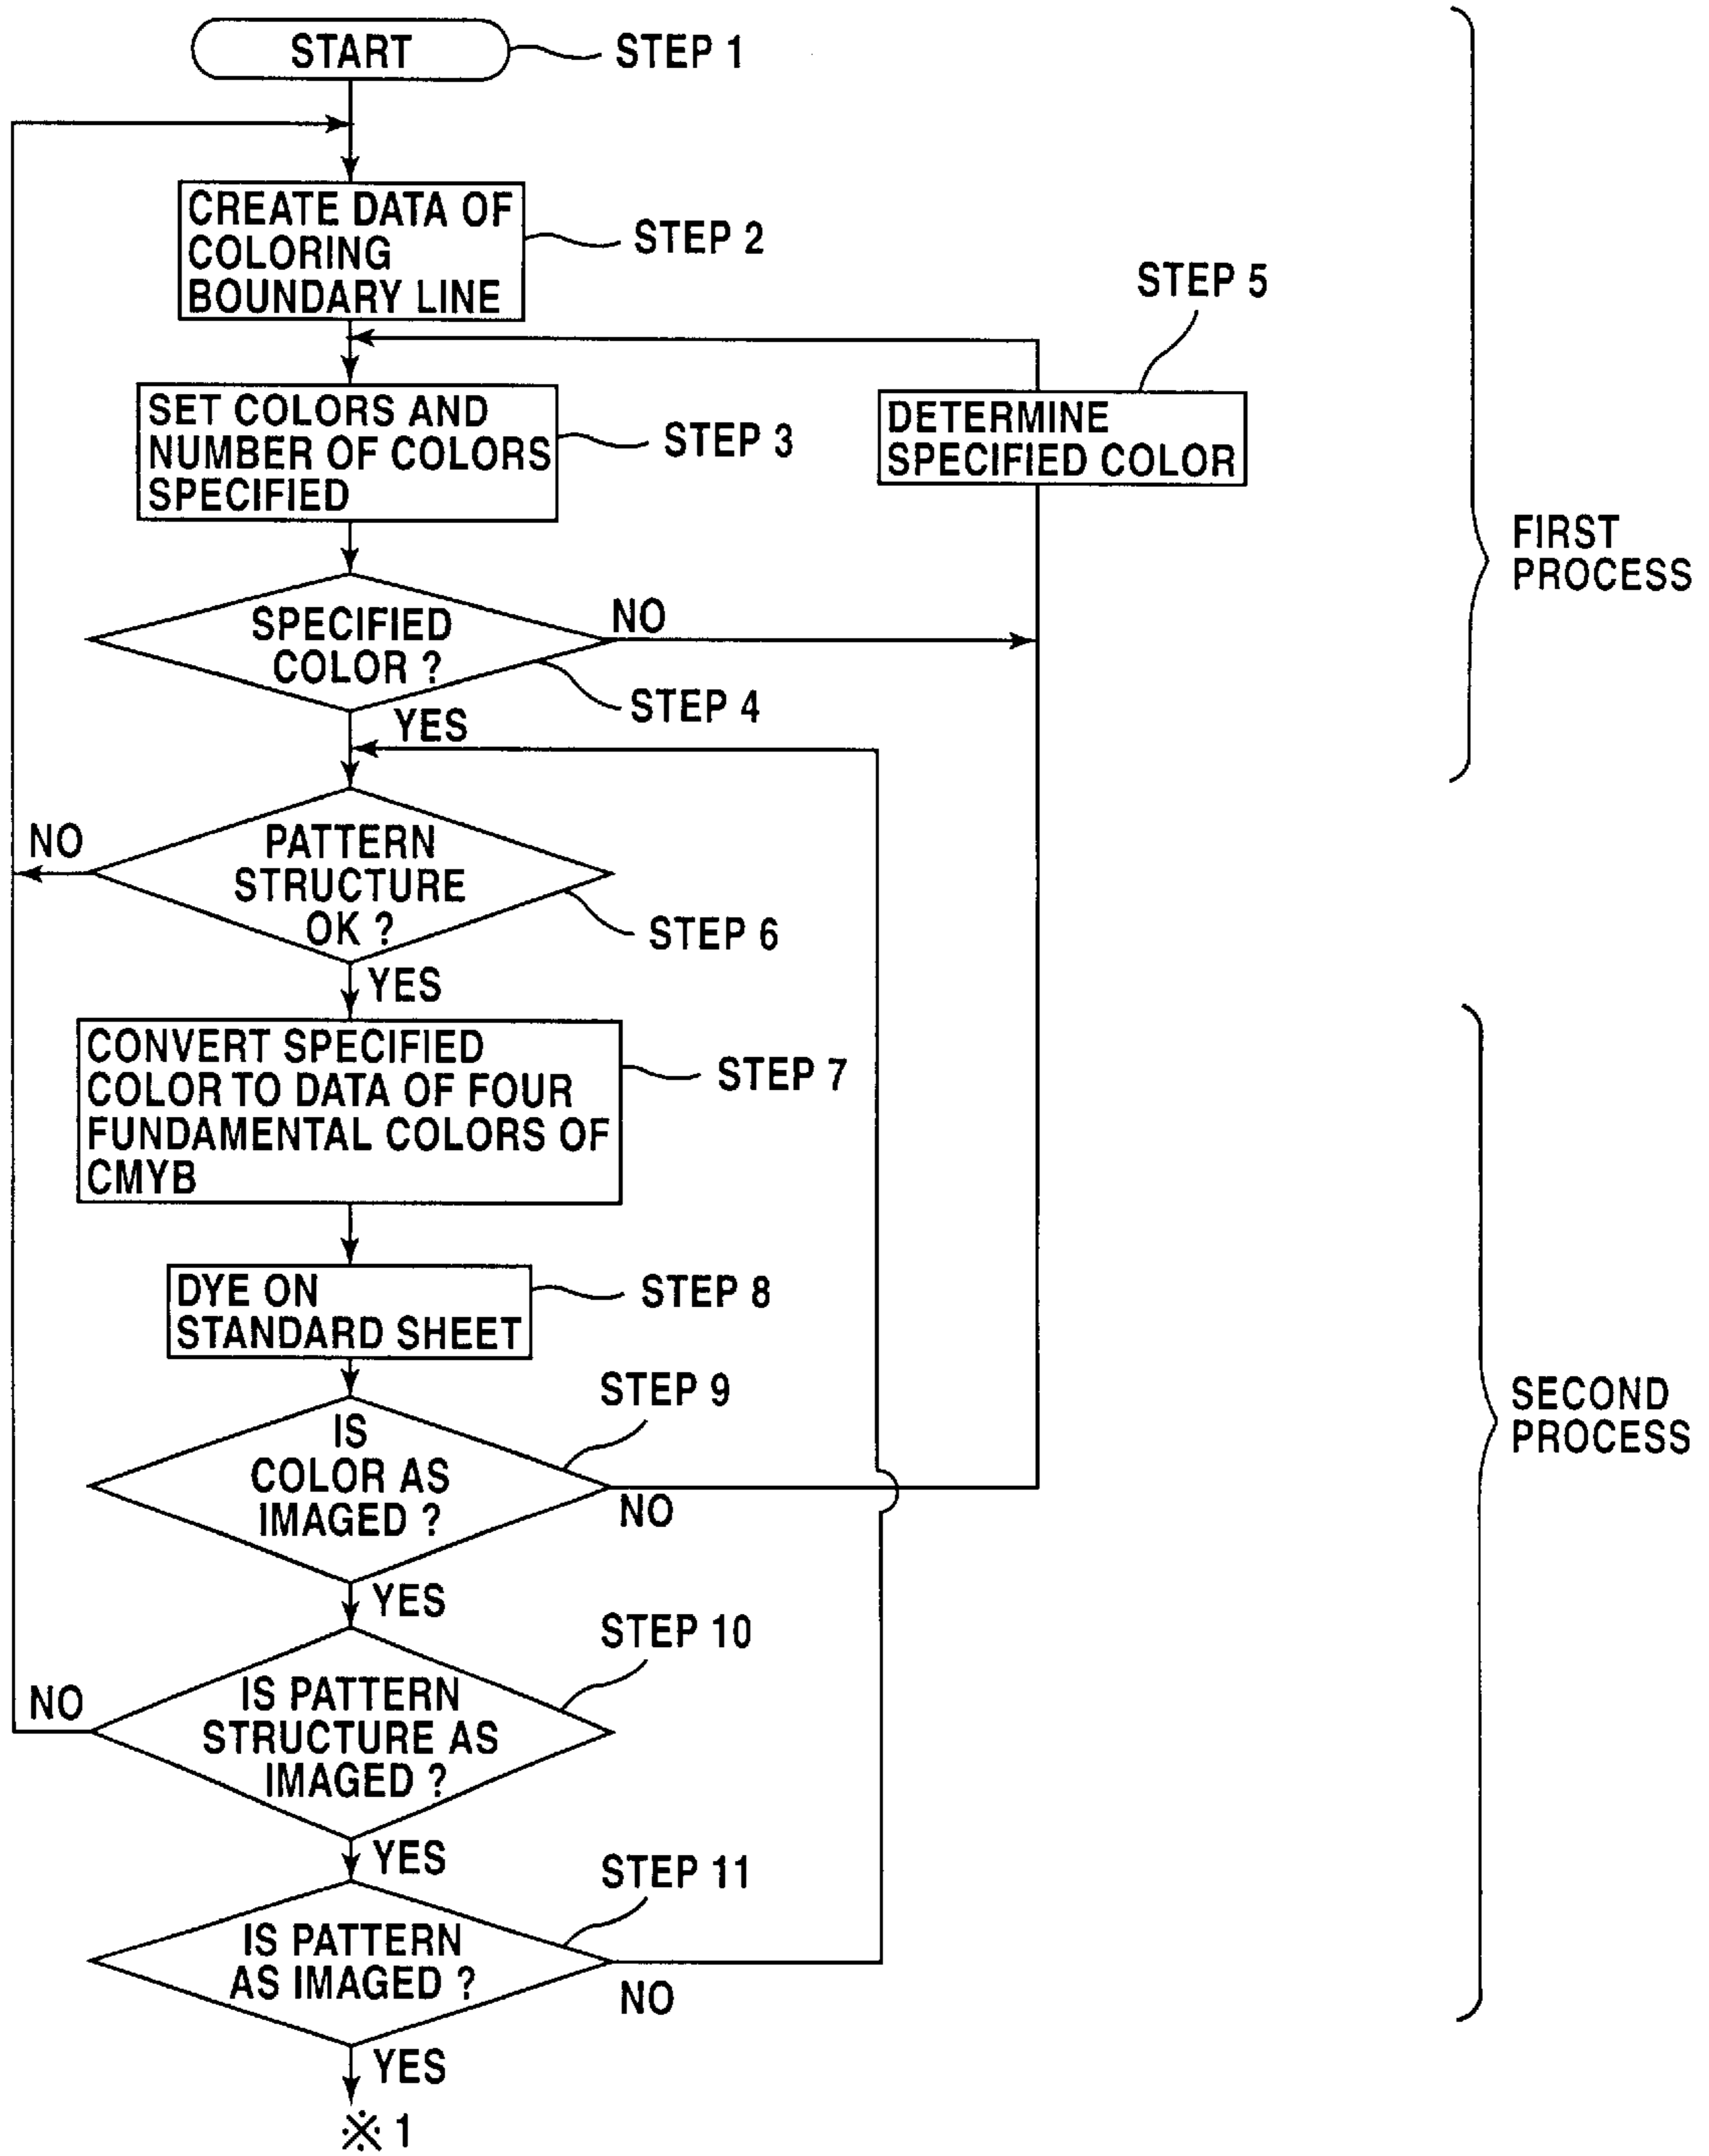 START
STEP 1
CREATE DATA OF
COLORING
BOUNDARY LINE
STEP 2
STEP 5
SET COLORS AND
NUMBER OF COLORS
SPECIFIED
STEP 3
DETERMINE
SPECIFIED COLOR
FIRST
PROCESS
SPECIFIED
COLOR ?
NO
STEP 4
YES
PATTERN
STRUCTURE
OK ?
NO
STEP 6
YES
CONVERT SPECIFIED
COLOR TO DATA OF FOUR
FUNDAMENTAL COLORS OF
CMYB
STEP 7
DYE ON
STANDARD SHEET
STEP 8
STEP 9
IS
COLOR AS
IMAGED ?
NO
SECOND
PROCESS
YES
STEP 10
IS PATTERN
STRUCTURE AS
IMAGED ?
NO
YES
STEP 11
IS PATTERN
AS IMAGED ?
NO
YES
※1